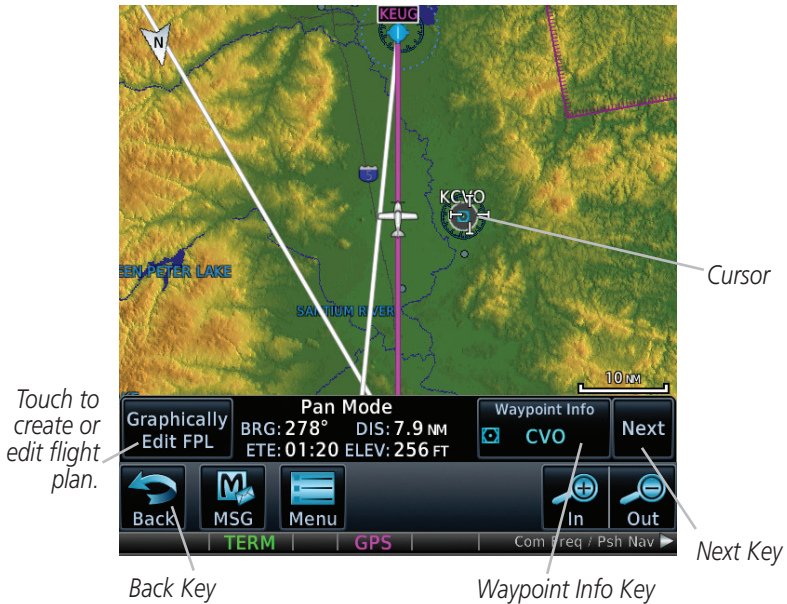 KEUG
N
5
KCVO
Cursor
EEN PETER LAKE
SANTIUM RIVER
10 NM
Touch to
create or
edit flight
plan.
Graphically
Edit FPL
Pan Mode
BRG: 278° DIS: 7.9 NM
ETE: 01:20 ELEV: 256 FT
Waypoint Info
CVO
Next
Back
MSG
Menu
In
Out
TERM
GPS
Com Freq / Psh Nav
Next Key
Back Key
Waypoint Info Key